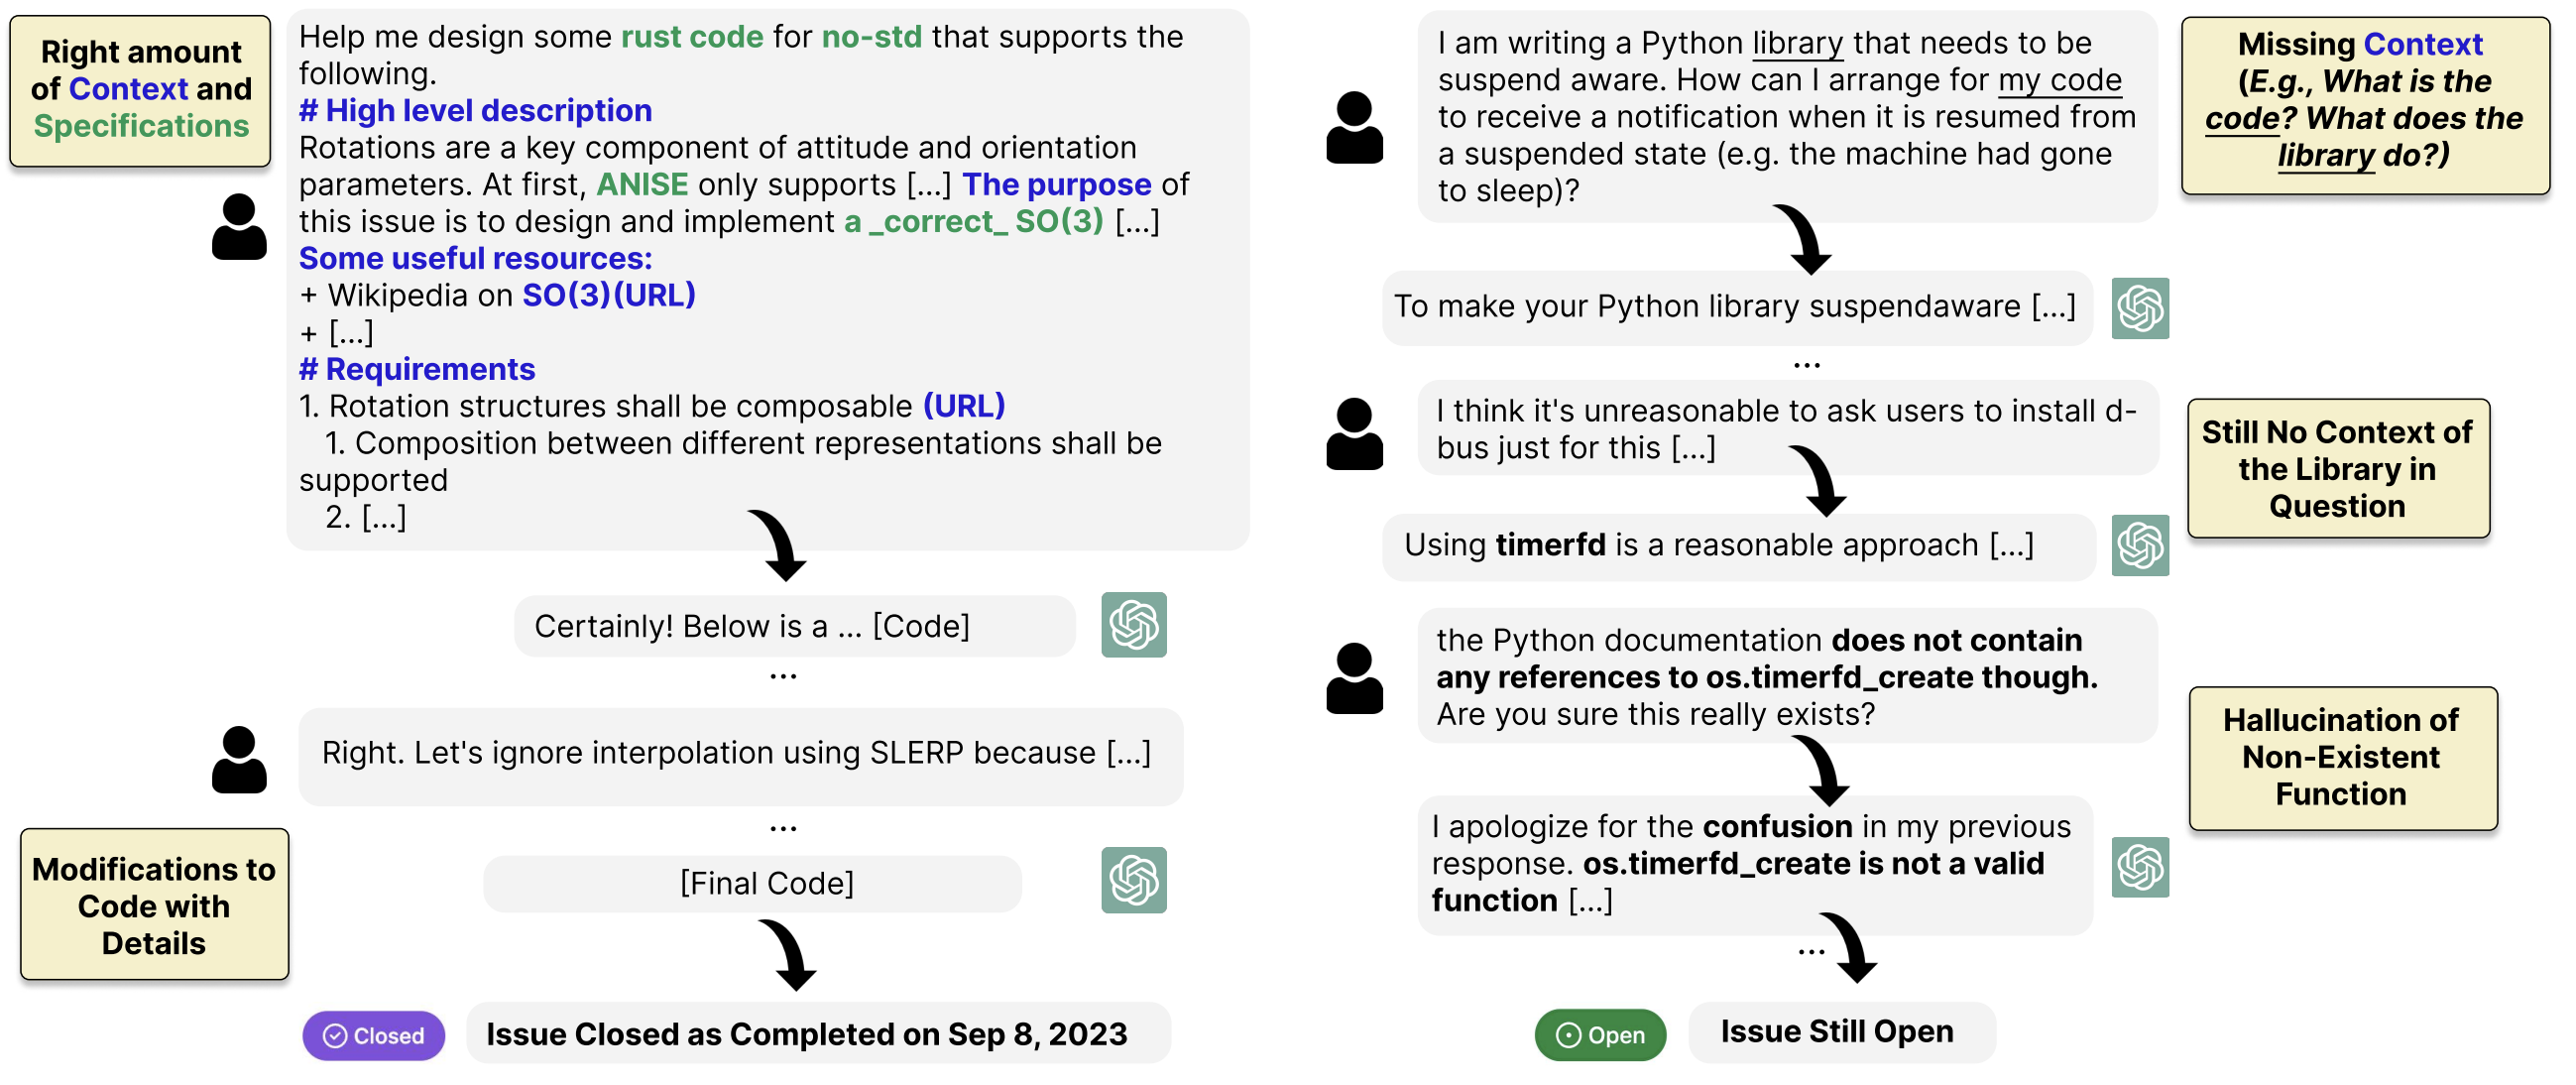 Right amount
of Context and
Specifications
Help me design some rust code for no-std that supports the
following.
# High level description
Rotations are a key component of attitude and orientation
parameters. At first, ANISE only supports [...] The purpose of
this issue is to design and implement a _correct_ SO(3) [...]
Some useful resources:
+ Wikipedia on SO(3)(URL)
+ [...]
# Requirements
1. Rotation structures shall be composable (URL)
1. Composition between different representations shall be
supported
2. [...]
Certainly! Below is a ... [Code]
...
Right. Let's ignore interpolation using SLERP because [...]
...
Modifications to
Code with
Details
[Final Code]
Closed
Issue Closed as Completed on Sep 8, 2023
I am writing a Python library that needs to be
suspend aware. How can I arrange for my code
to receive a notification when it is resumed from
a suspended state (e.g. the machine had gone
to sleep)?
Missing Context
(E.g., What is the
code? What does the
library do?)
To make your Python library suspendaware [...]
...
I think it's unreasonable to ask users to install d-
bus just for this [...]
Still No Context of
the Library in
Question
Using timerfd is a reasonable approach [...]
the Python documentation does not contain
any references to os.timerfd_create though.
Are you sure this really exists?
Hallucination of
Non-Existent
Function
I apologize for the confusion in my previous
response. os.timerfd_create is not a valid
function [...]
...
Open
Issue Still Open